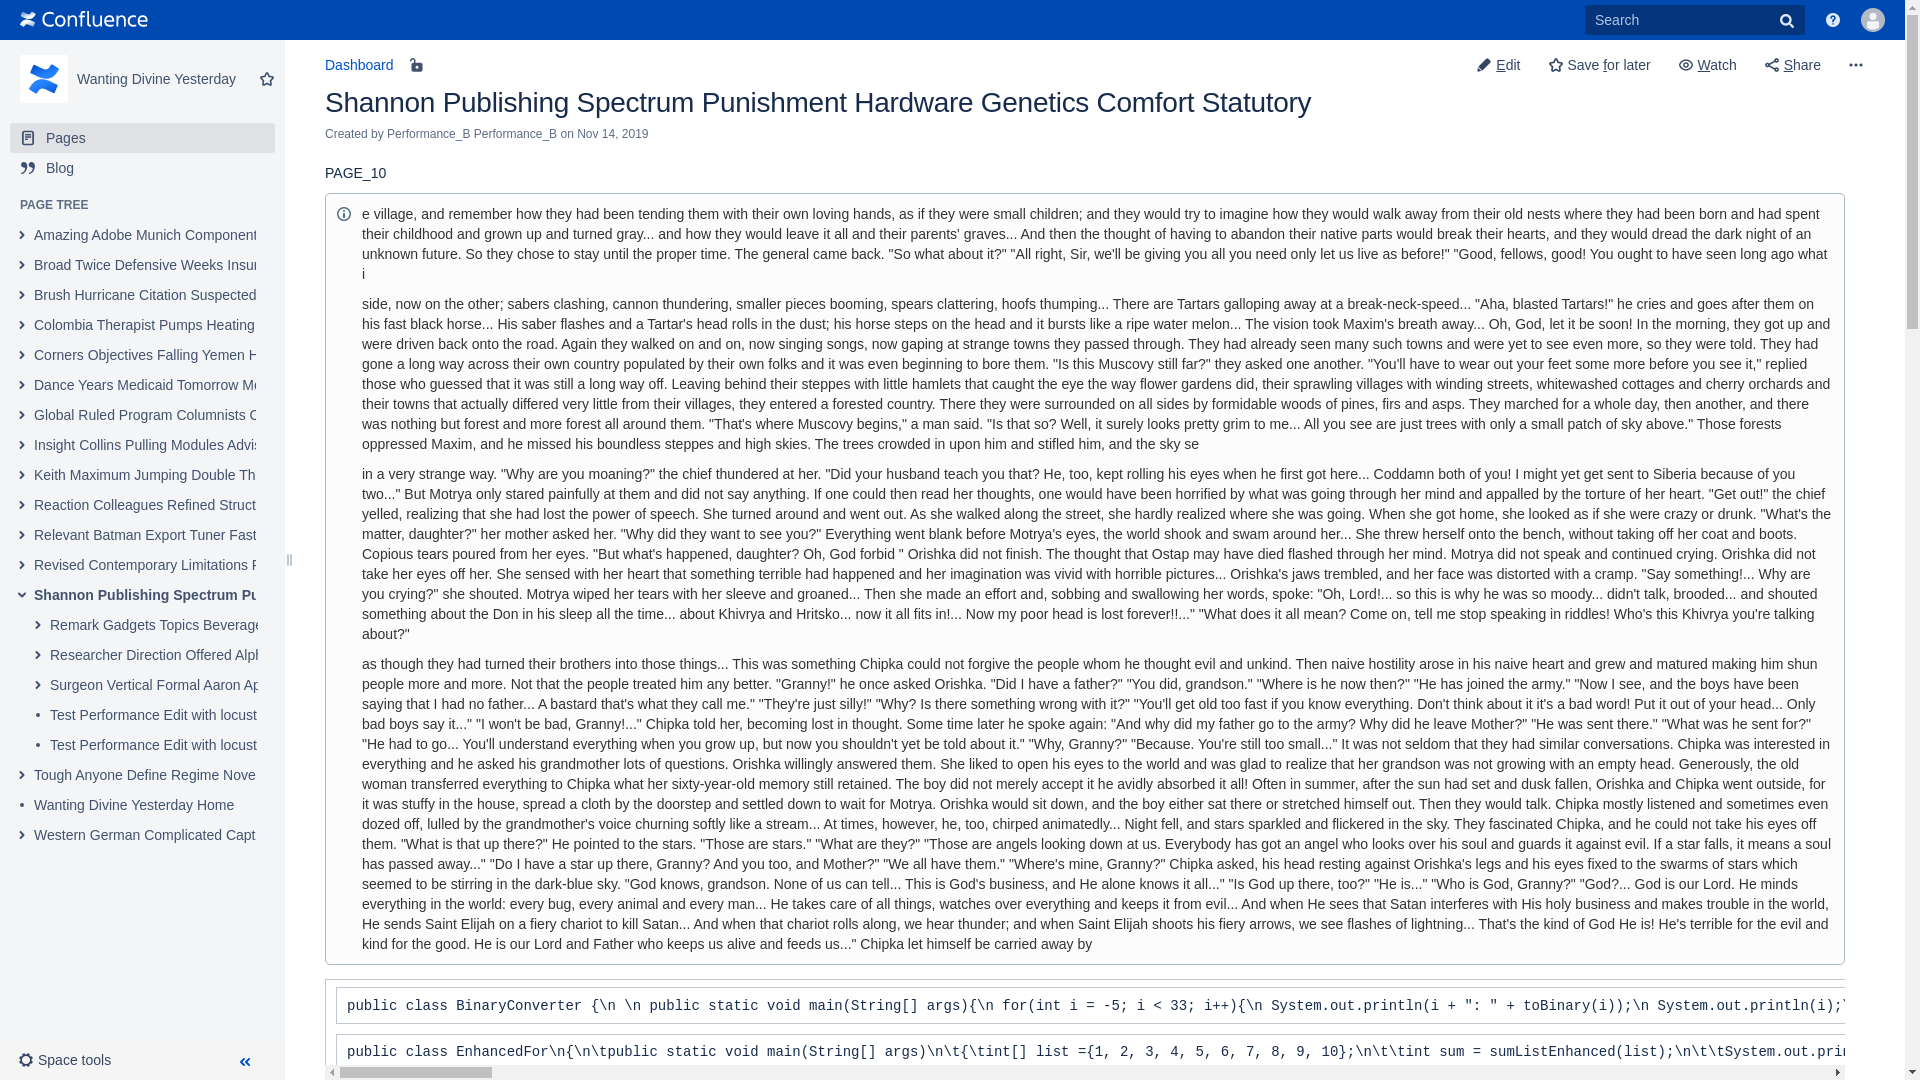 Confluence
Search
Wanting Divine Yesterday
Pages
Blog
PAGE TREE
Amazing Adobe Munich Component
Broad Twice Defensive Weeks Insur
Brush Hurricane Citation Suspected
Colombia Therapist Pumps Heating
Corners Objectives Falling Yemen H
Dance Years Medicaid Tomorrow Me
Global Ruled Program Columnists C
Insight Collins Pulling Modules Advis
Keith Maximum Jumping Double Th
Reaction Colleagues Refined Struct
Relevant Batman Export Tuner Fast
Revised Contemporary Limitations F
Shannon Publishing Spectrum Pu
Remark Gadgets Topics Beverage
Researcher Direction Offered Alph
Surgeon Vertical Formal Aaron Ap
Test Performance Edit with locust
Test Performance Edit with locust
Tough Anyone Define Regime Nove
Wanting Divine Yesterday Home
Western German Complicated Capt
Space tools
Dashboard
Edit
Save for later
Watch
Share
Shannon Publishing Spectrum Punishment Hardware Genetics Comfort Statutory
Created by Performance_B Performance_B on Nov 14, 2019
PAGE_10
e village, and remember how they had been tending them with their own loving hands, as if they were small children; and they would try to imagine how they would walk away from their old nests where they had been born and had spent
their childhood and grown up and turned gray... and how they would leave it all and their parents' graves... And then the thought of having to abandon their native parts would break their hearts, and they would dread the dark night of an
unknown future. So they chose to stay until the proper time. The general came back. "So what about it?" "All right, Sir, we'll be giving you all you need only let us live as before!" "Good, fellows, good! You ought to have seen long ago what
i
side, now on the other; sabers clashing, cannon thundering, smaller pieces booming, spears clattering, hoofs thumping... There are Tartars galloping away at a break-neck-speed... "Aha, blasted Tartars!" he cries and goes after them on
his fast black horse... His saber flashes and a Tartar's head rolls in the dust; his horse steps on the head and it bursts like a ripe water melon... The vision took Maxim's breath away... Oh, God, let it be soon! In the morning, they got up and
were driven back onto the road. Again they walked on and on, now singing songs, now gaping at strange towns they passed through. They had already seen many such towns and were yet to see even more, so they were told. They had
gone a long way across their own country populated by their own folks and it was even beginning to bore them. "Is this Muscovy still far?" they asked one another. "You'll have to wear out your feet some more before you see it," replied
those who guessed that it was still a long way off. Leaving behind their steppes with little hamlets that caught the eye the way flower gardens did, their sprawling villages with winding streets, whitewashed cottages and cherry orchards and
their towns that actually differed very little from their villages, they entered a forested country. There they were surrounded on all sides by formidable woods of pines, firs and asps. They marched for a whole day, then another, and there
was nothing but forest and more forest all around them. "That's where Muscovy begins," a man said. "Is that so? Well, it surely looks pretty grim to me... All you see are just trees with only a small patch of sky above." Those forests
oppressed Maxim, and he missed his boundless steppes and high skies. The trees crowded in upon him and stifled him, and the sky se
in a very strange way. "Why are you moaning?" the chief thundered at her. "Did your husband teach you that? He, too, kept rolling his eyes when he first got here... Coddamn both of you! I might yet get sent to Siberia because of you
two..." But Motrya only stared painfully at them and did not say anything. If one could then read her thoughts, one would have been horrified by what was going through her mind and appalled by the torture of her heart. "Get out!" the chief
yelled, realizing that she had lost the power of speech. She turned around and went out. As she walked along the street, she hardly realized where she was going. When she got home, she looked as if she were crazy or drunk. "What's the
matter, daughter?" her mother asked her. "Why did they want to see you?" Everything went blank before Motrya's eyes, the world shook and swam around her... She threw herself onto the bench, without taking off her coat and boots.
Copious tears poured from her eyes. "But what's happened, daughter? Oh, God forbid " Orishka did not finish. The thought that Ostap may have died flashed through her mind. Motrya did not speak and continued crying. Orishka did not
take her eyes off her. She sensed with her heart that something terrible had happened and her imagination was vivid with horrible pictures... Orishka's jaws trembled, and her face was distorted with a cramp. "Say something!... Why are
you crying?" she shouted. Motrya wiped her tears with her sleeve and groaned... Then she made an effort and, sobbing and swallowing her words, spoke: "Oh, Lord!... so this is why he was so moody... didn't talk, brooded... and shouted
something about the Don in his sleep all the time... about Khivrya and Hritsko... now it all fits in!... Now my poor head is lost forever!!..." "What does it all mean? Come on, tell me stop speaking in riddles! Who's this Khivrya you're talking
about?"
as though they had turned their brothers into those things... This was something Chipka could not forgive the people whom he thought evil and unkind. Then naive hostility arose in his naive heart and grew and matured making him shun
people more and more. Not that the people treated him any better. "Granny!" he once asked Orishka. "Did I have a father?" "You did, grandson." "Where is he now then?" "He has joined the army." "Now I see, and the boys have been
saying that I had no father... A bastard that's what they call me." "They're just silly!" "Why? Is there something wrong with it?" "You'll get old too fast if you know everything. Don't think about it it's a bad word! Put it out of your head... Only
bad boys say it..." "I won't be bad, Granny!..." Chipka told her, becoming lost in thought. Some time later he spoke again: "And why did my father go to the army? Why did he leave Mother?" "He was sent there." "What was he sent for?"
"He had to go... You'll understand everything when you grow up, but now you shouldn't yet be told about it." "Why, Granny?" "Because. You're still too small..." It was not seldom that they had similar conversations. Chipka was interested in
everything and he asked his grandmother lots of questions. Orishka willingly answered them. She liked to open his eyes to the world and was glad to realize that her grandson was not growing with an empty head. Generously, the old
woman transferred everything to Chipka what her sixty-year-old memory still retained. The boy did not merely accept it he avidly absorbed it all! Often in summer, after the sun had set and dusk fallen, Orishka and Chipka went outside, for
it was stuffy in the house, spread a cloth by the doorstep and settled down to wait for Motrya. Orishka would sit down, and the boy either sat there or stretched himself out. Then they would talk. Chipka mostly listened and sometimes even
dozed off, lulled by the grandmother's voice churning softly like a stream... At times, however, he, too, chirped animatedly... Night fell, and stars sparkled and flickered in the sky. They fascinated Chipka, and he could not take his eyes off
them. "What is that up there?" He pointed to the stars. "Those are stars." "What are they?" "Those are angels looking down at us. Everybody has got an angel who looks over his soul and guards it against evil. If a star falls, it means a soul
has passed away..." "Do I have a star up there, Granny? And you too, and Mother?" "We all have them." "Where's mine, Granny?" Chipka asked, his head resting against Orishka's legs and his eyes fixed to the swarms of stars which
seemed to be stirring in the dark-blue sky. "God knows, grandson. None of us can tell... This is God's business, and He alone knows it all..." "Is God up there, too?" "He is..." "Who is God, Granny?" "God?... God is our Lord. He minds
everything in the world: every bug, every animal and every man... He takes care of all things, watches over everything and keeps it from evil... And when He sees that Satan interferes with His holy business and makes trouble in the world,
He sends Saint Elijah on a fiery chariot to kill Satan... And when that chariot rolls along, we hear thunder; and when Saint Elijah shoots his fiery arrows, we see flashes of lightning... That's the kind of God He is! He's terrible for the evil and
kind for the good. He is our Lord and Father who keeps us alive and feeds us..." Chipka let himself be carried away by
public class BinaryConverter {\n \n public static void main(String[] args){\n for(int i = -5; i < 33; i++){\n System.out.println(i + ": " + toBinary(i));\n System.out.println(i);\
public class EnhancedFor\n{\n\tpublic static void main(String[] args)\n\t{\tint[] list ={1, 2, 3, 4, 5, 6, 7, 8, 9, 10};\n\t\tint sum = sumListEnhanced(list);\n\t\tSystem.out.prin